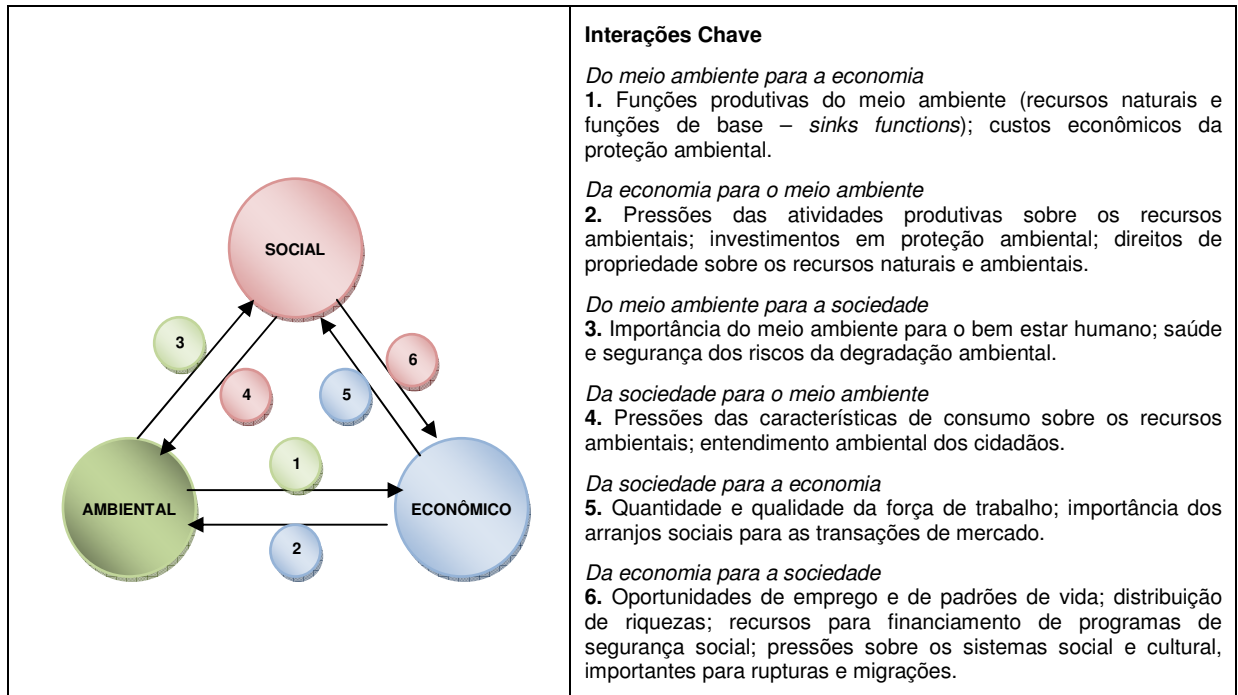 SOCIAL
3
6
4
5
1
AMBIENTAL
ECONÔMICO
2
Interações Chave
Do meio ambiente para a economia
1. Funções produtivas do meio ambiente (recursos naturais e
funções de base – sinks functions); custos econômicos da
proteção ambiental.
Da economia para o meio ambiente
2. Pressões das atividades produtivas sobre os recursos
ambientais; investimentos em proteção ambiental; direitos de
propriedade sobre os recursos naturais e ambientais.
Do meio ambiente para a sociedade
3. Importância do meio ambiente para o bem estar humano; saúde
e segurança dos riscos da degradação ambiental.
Da sociedade para o meio ambiente
4. Pressões das características de consumo sobre os recursos
ambientais; entendimento ambiental dos cidadãos.
Da sociedade para a economia
5. Quantidade e qualidade da força de trabalho; importância dos
arranjos sociais para as transações de mercado.
Da economia para a sociedade
6. Oportunidades de emprego e de padrões de vida; distribuição
de riquezas; recursos para financiamento de programas de
segurança social; pressões sobre os sistemas social e cultural,
importantes para rupturas e migrações.